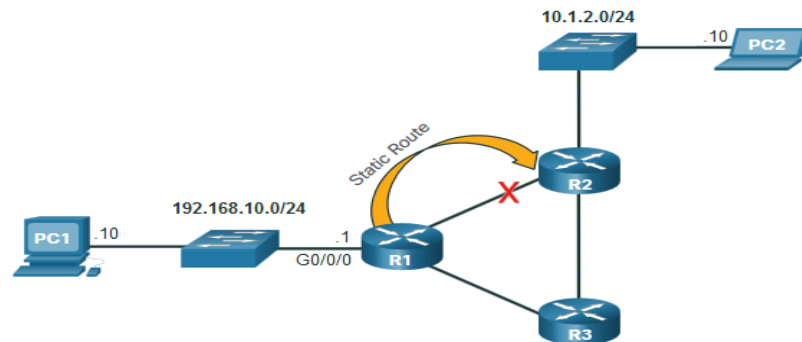 10.1.2.0/24
.10
PC2
Static Route
R2
X
192.168.10.0/24
PC1
.10
.1
G0/0/0
R1
R3